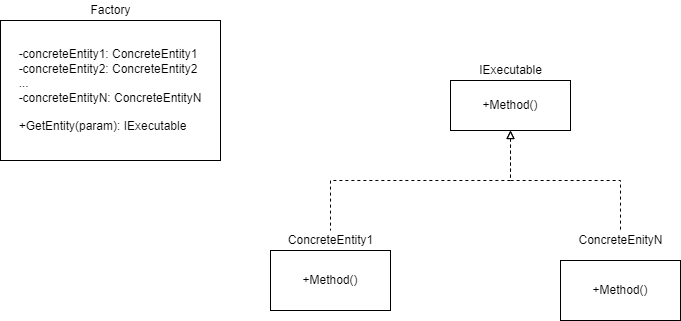 Factory
-concreteEntity1: ConcreteEntity1
-concreteEntity2: ConcreteEntity2
...
-concreteEntityN: ConcreteEntityN
+GetEntity(param): IExecutable
IExecutable
+Method()
ConcreteEntity1
+Method()
ConcreteEnityN
+Method()